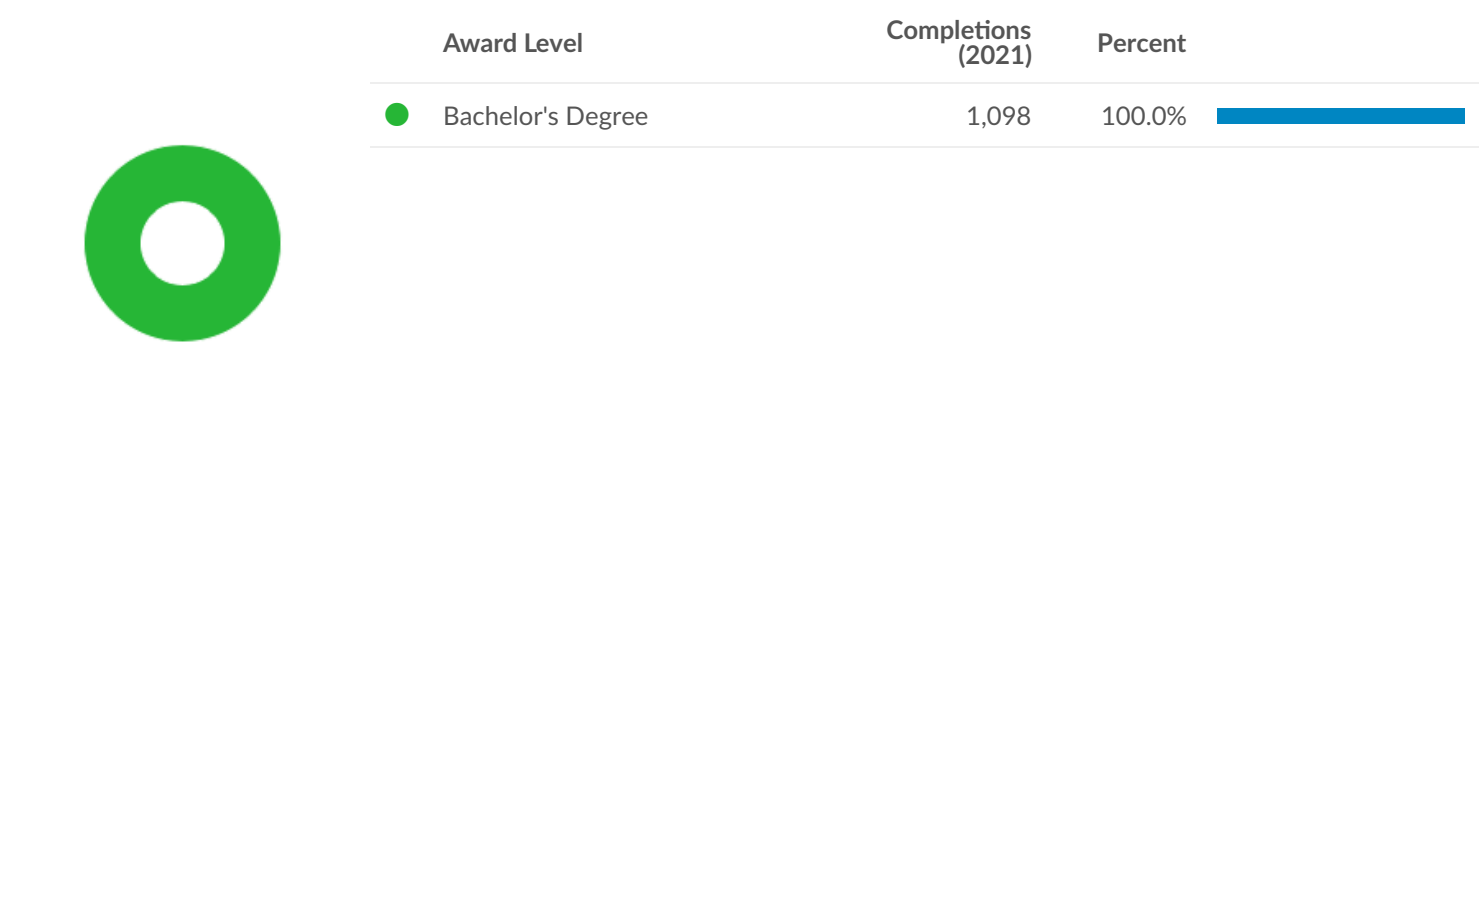 Award Level
Completions
(2021)
Percent
Bachelor's Degree
1,098
100.0%